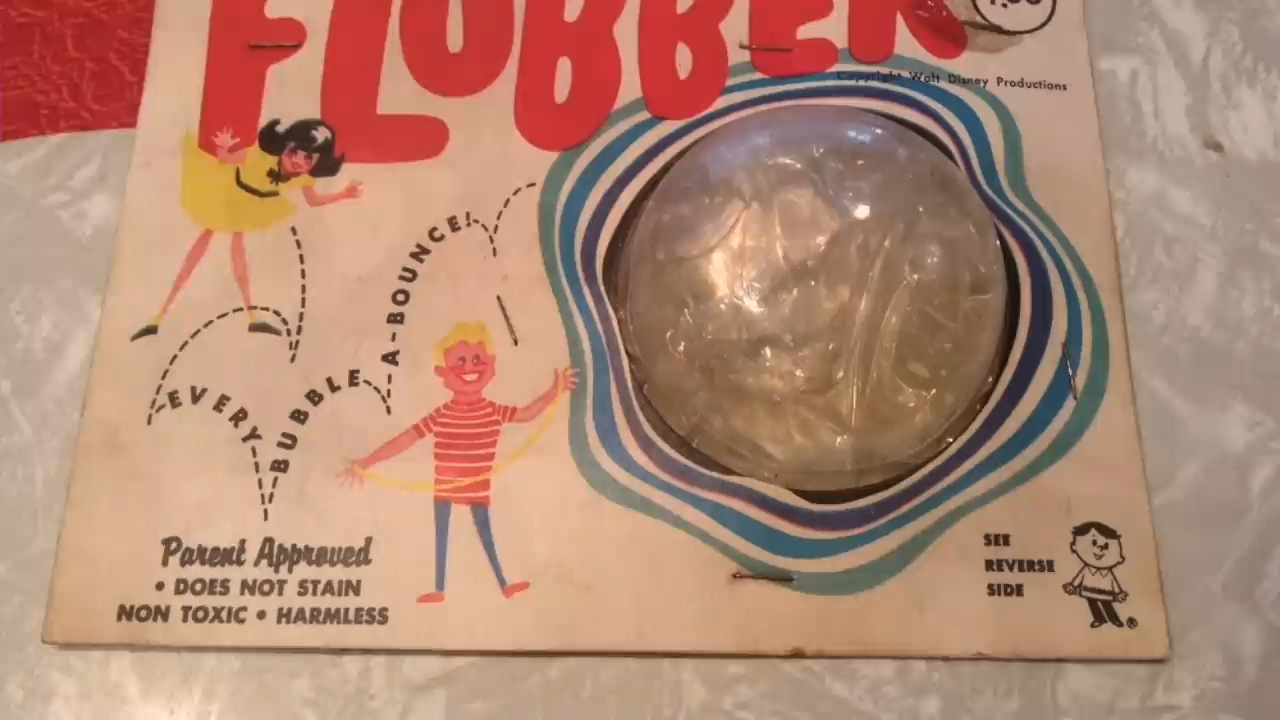 FLUBBER
Copyright Walt Disney Productions
EVERY BUBBLE A-BOUNCE!
Parent Approved
• DOES NOT STAIN
NON TOXIC • HARMLESS
SEE
REVERSE
SIDE
®